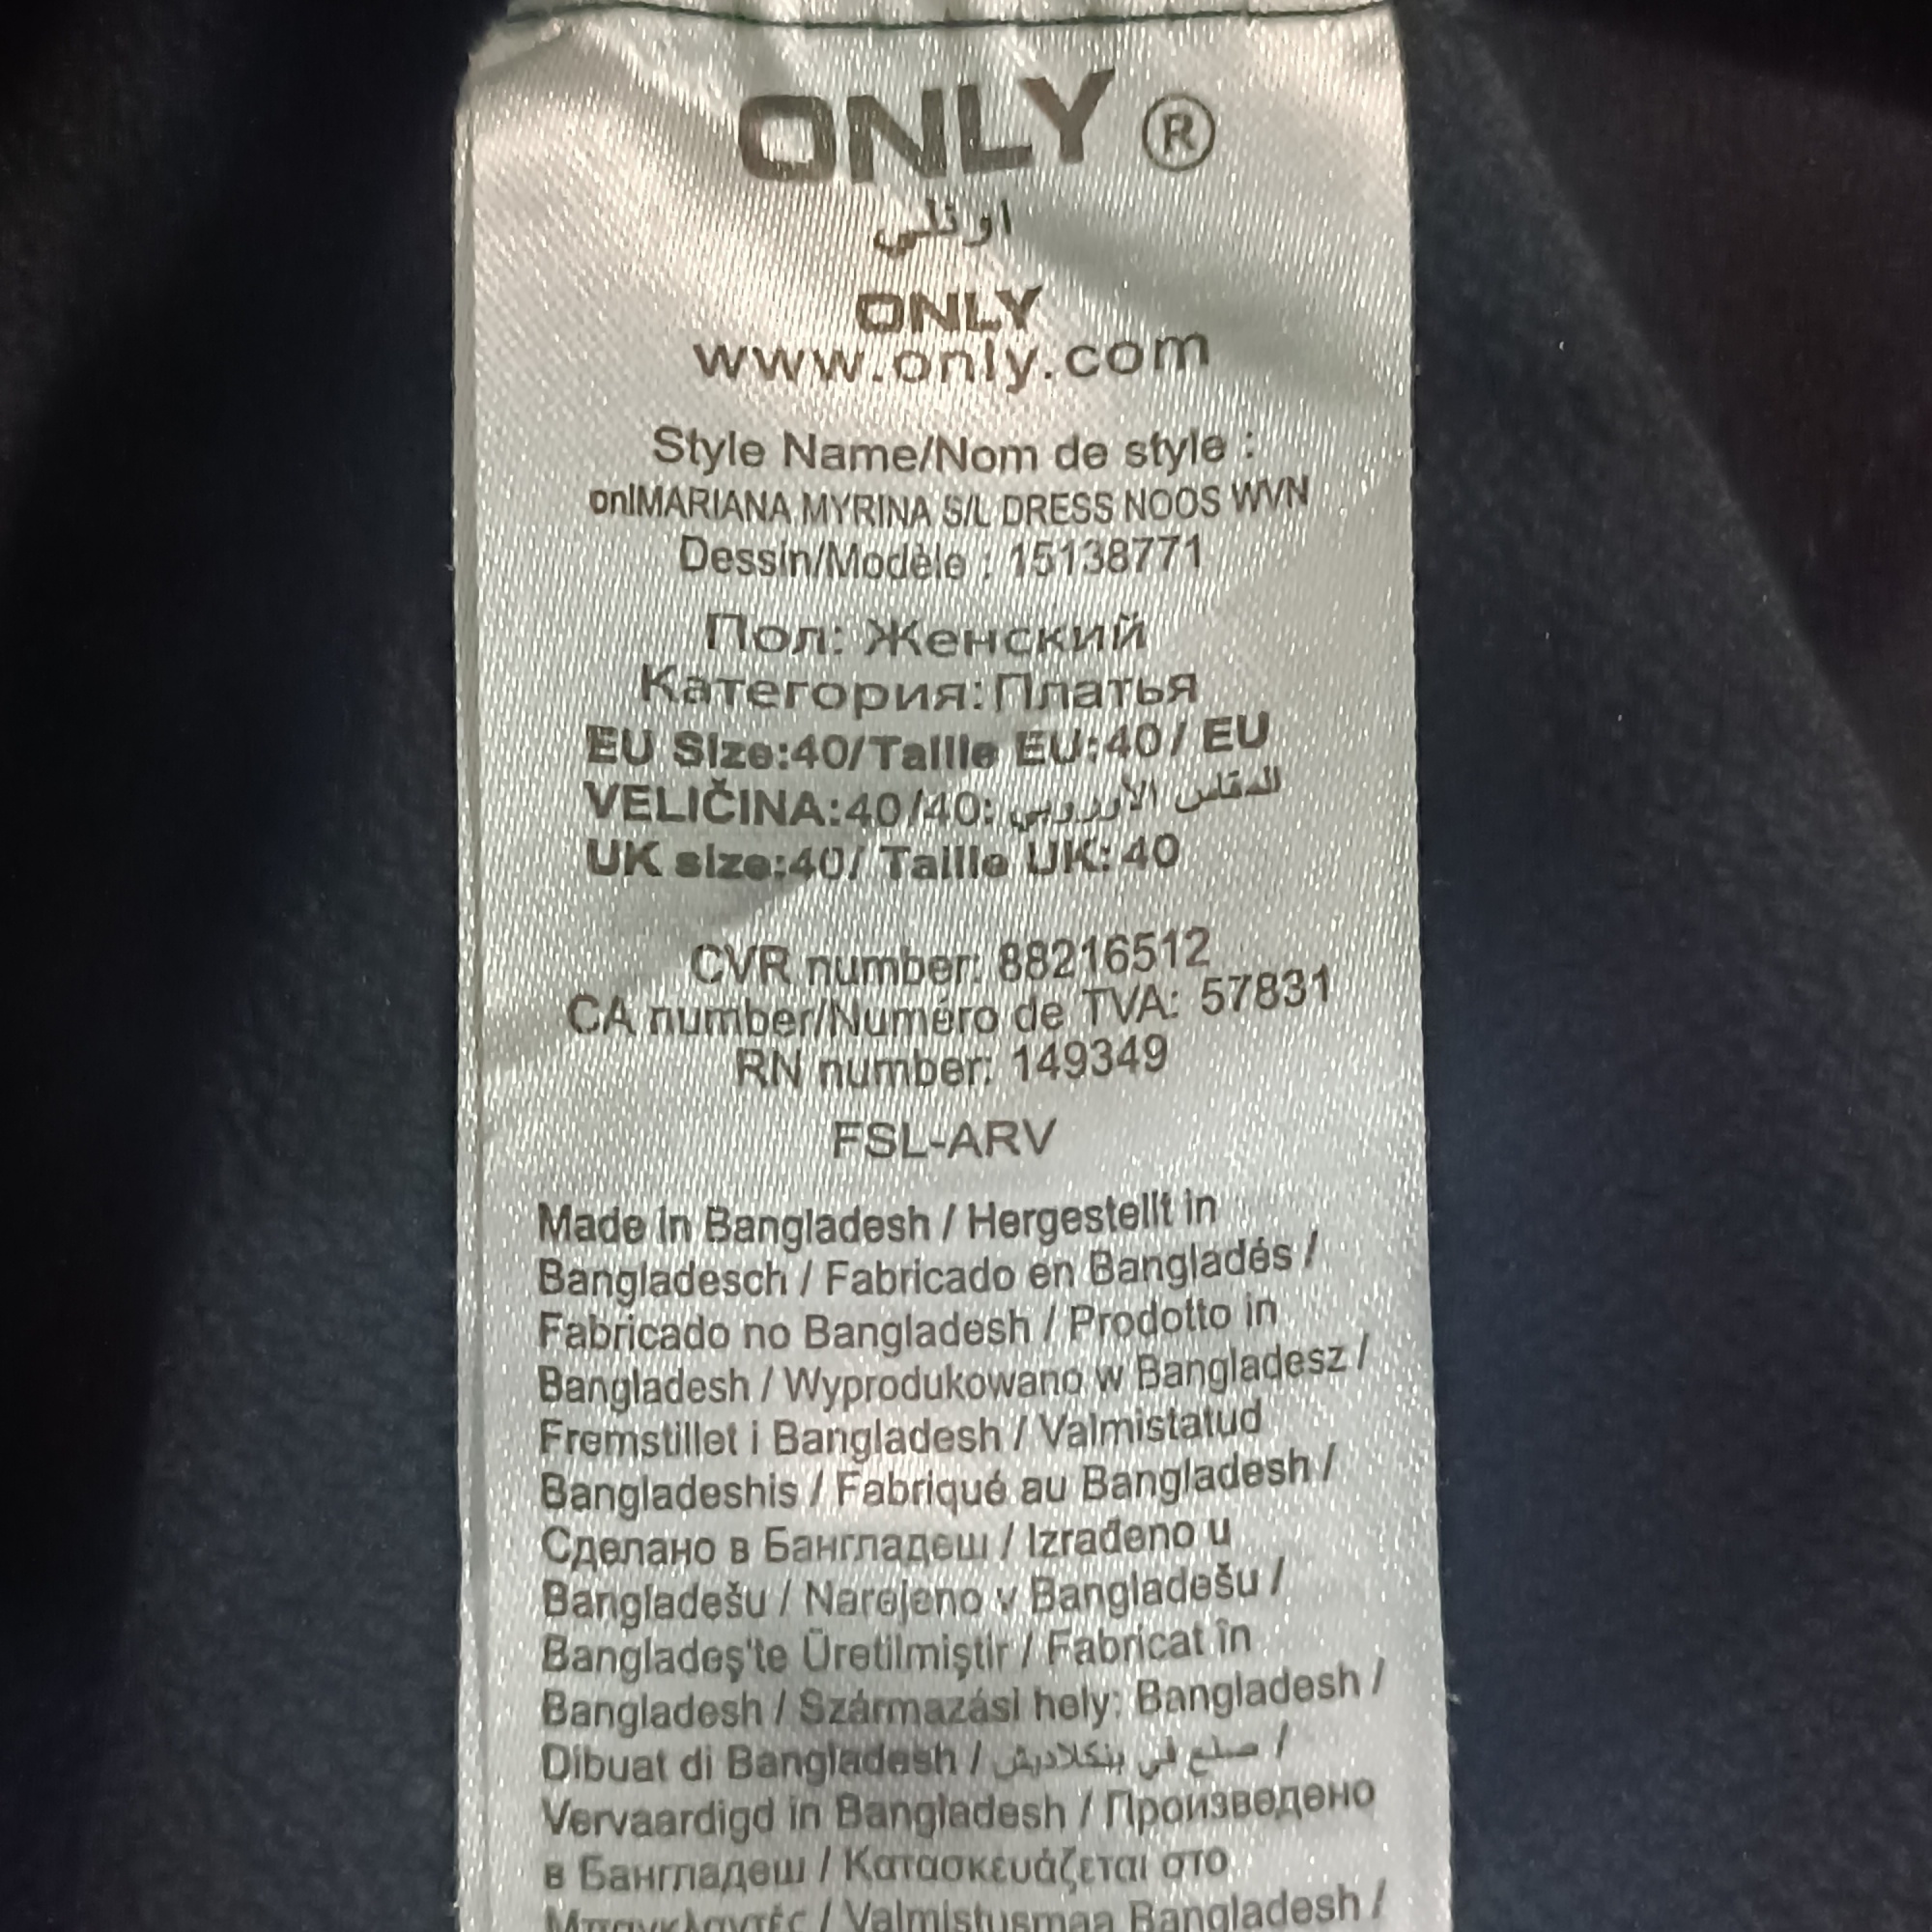 ONLY ®
اونلي
ONLY
www.only.com
Style Name/Nom de style :
onlMARIANA MYRINA S/L DRESS NOOS WVN
Dessin/Modèle : 15138771
Пол: Женский
Категория:Платья
EU Size:40/Taille EU:40/ EU
VELIČINA:40/40: المقاس الأوروبي
UK size:40/ Taille UK: 40
CVR number: 88216512
CA number/Numéro de TVA: 57831
RN number: 149349
FSL-ARV
Made in Bangladesh / Hergestellt in
Bangladesch / Fabricado en Bangladés /
Fabricado no Bangladesh / Prodotto in
Bangladesh / Wyprodukowano w Bangladesz /
Fremstillet i Bangladesh / Valmistatud
Bangladeshis / Fabriqué au Bangladesh /
Сделано в Бангладеш / Izrađeno u
Bangladešu / Narejeno v Bangladešu /
Bangladeş'te Üretilmiştir / Fabricat în
Bangladesh / Származási hely: Bangladesh /
Dibuat di Bangladesh / صنع في بنكلاديش /
Vervaardigd in Bangladesh / Произведено
в Бангладеш / Κατασκευάζεται στο
Μπανγκλαντές / Valmistusmaa Bangladesh /